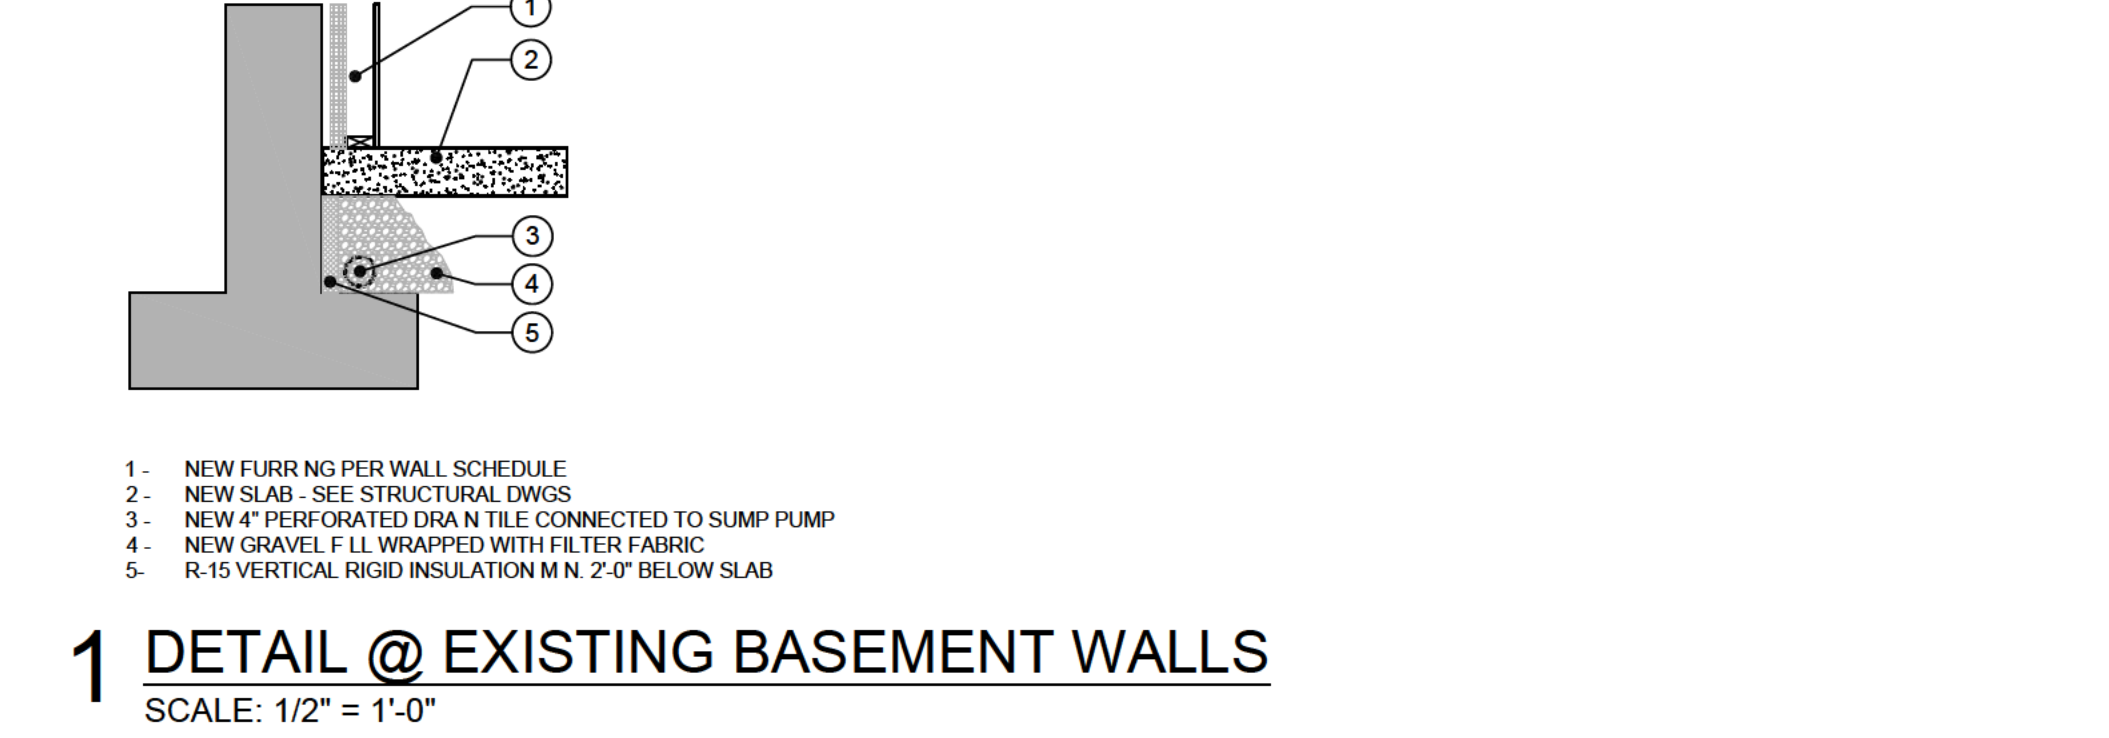 1
2
3
4
5
1 - NEW FURR NG PER WALL SCHEDULE
2 - NEW SLAB - SEE STRUCTURAL DWGS
3 - NEW 4" PERFORATED DRA N TILE CONNECTED TO SUMP PUMP
4 - NEW GRAVEL F LL WRAPPED WITH FILTER FABRIC
5- R-15 VERTICAL RIGID INSULATION M N. 2'-0" BELOW SLAB
1 DETAIL @ EXISTING BASEMENT WALLS
SCALE: 1/2" = 1'-0"